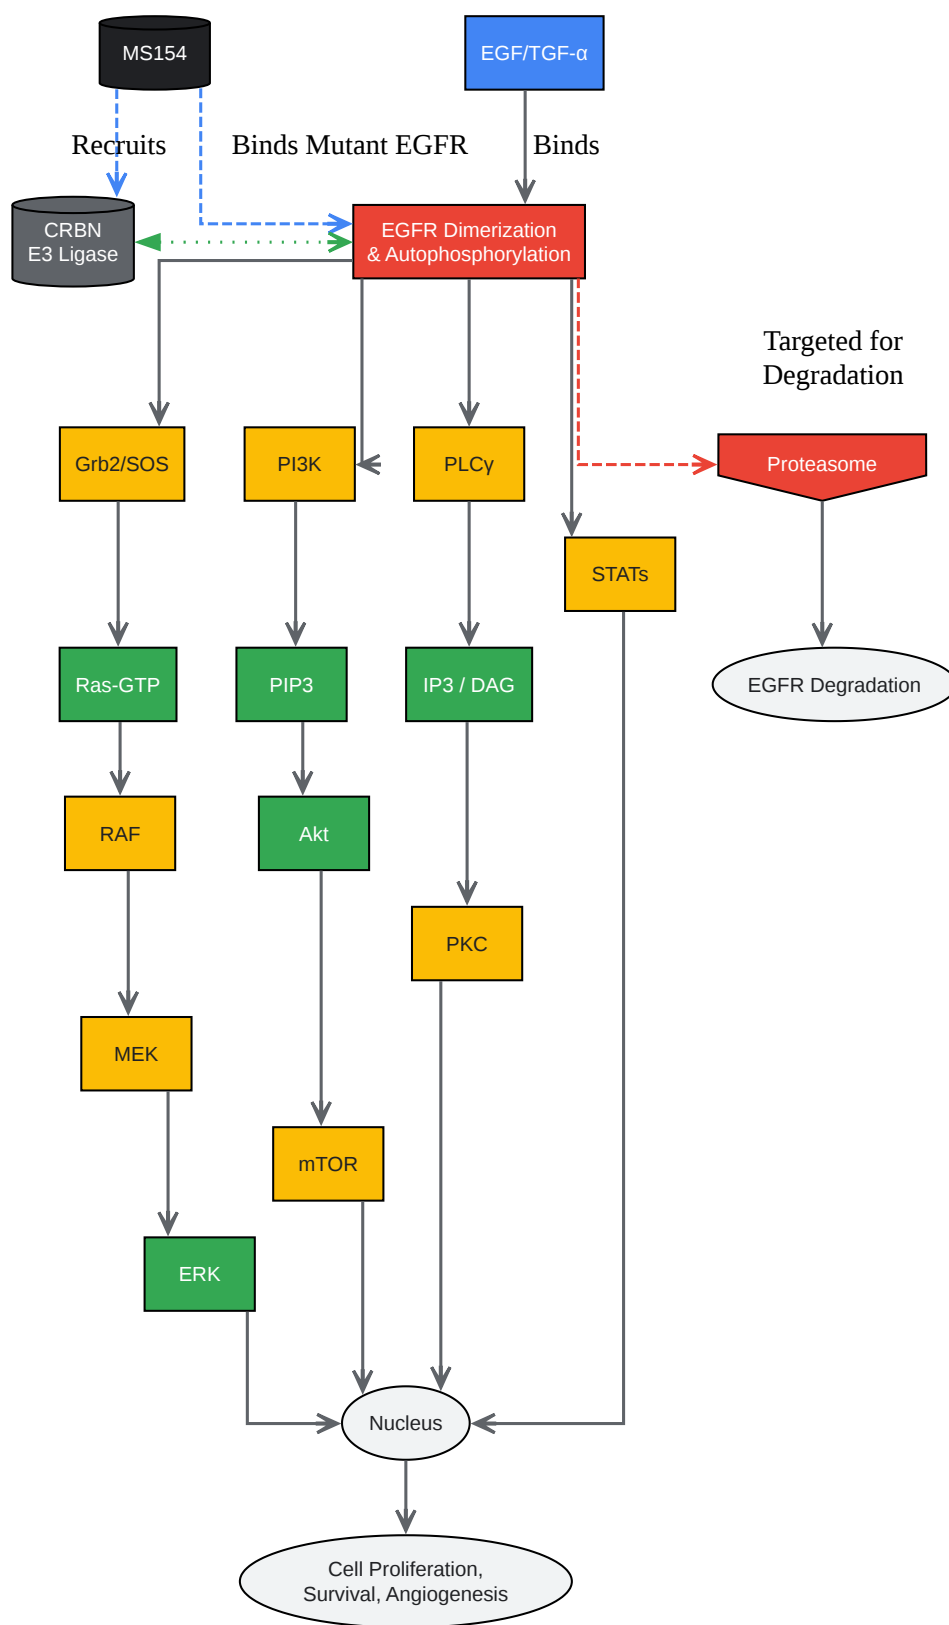 MS154
EGF/TGF-α
Recruits
Binds Mutant EGFR
Binds
CRBN
E3 Ligase
EGFR Dimerization
& Autophosphorylation
Targeted for
Degradation
Grb2/SOS
PI3K
PLCγ
Proteasome
STATs
Ras-GTP
PIP3
IP3 / DAG
EGFR Degradation
RAF
Akt
PKC
MEK
mTOR
ERK
Nucleus
Cell Proliferation,
Survival, Angiogenesis